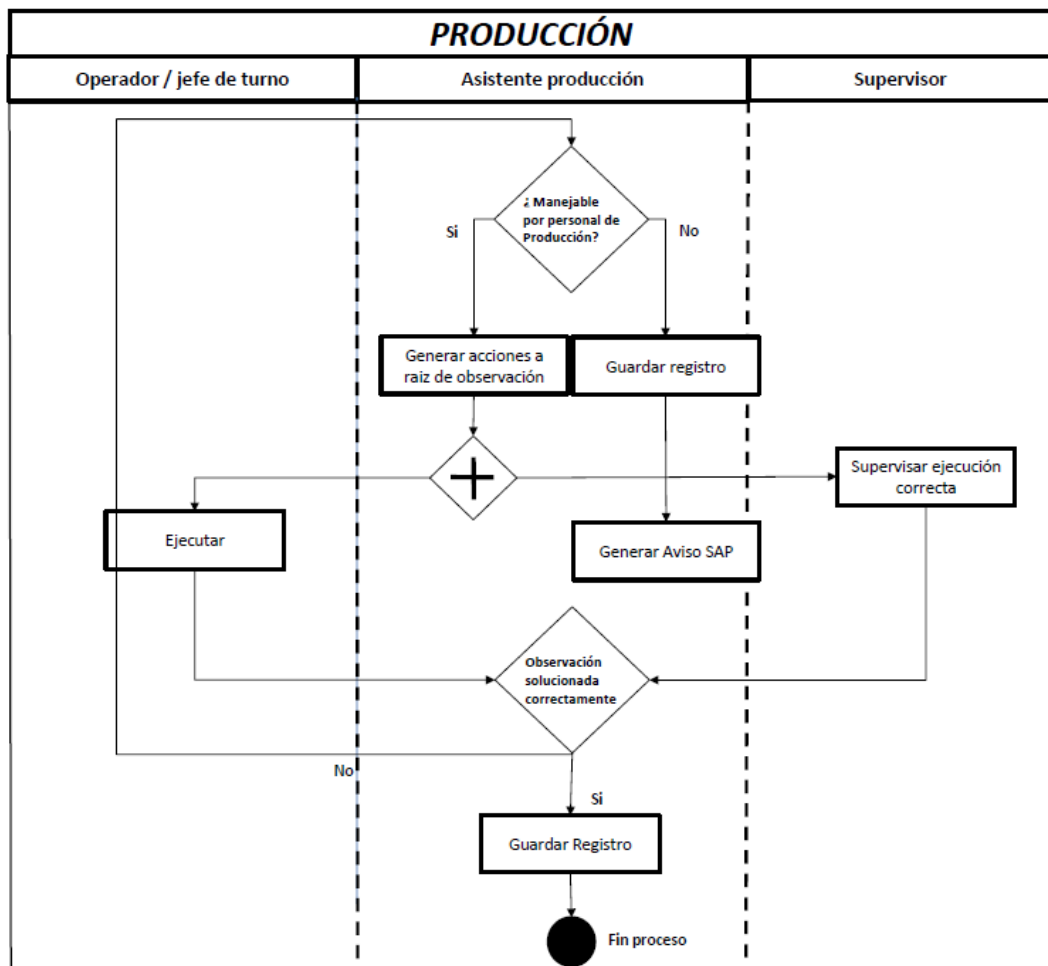 PRODUCCIÓN
Operador / jefe de turno
Asistente producción
Supervisor
¿ Manejable
por personal de
Producción?
Si
No
Generar acciones a
raiz de observación
Guardar registro
Supervisar ejecución
correcta
Ejecutar
Generar Aviso SAP
Observación
solucionada
correctamente
No
Si
Guardar Registro
Fin proceso